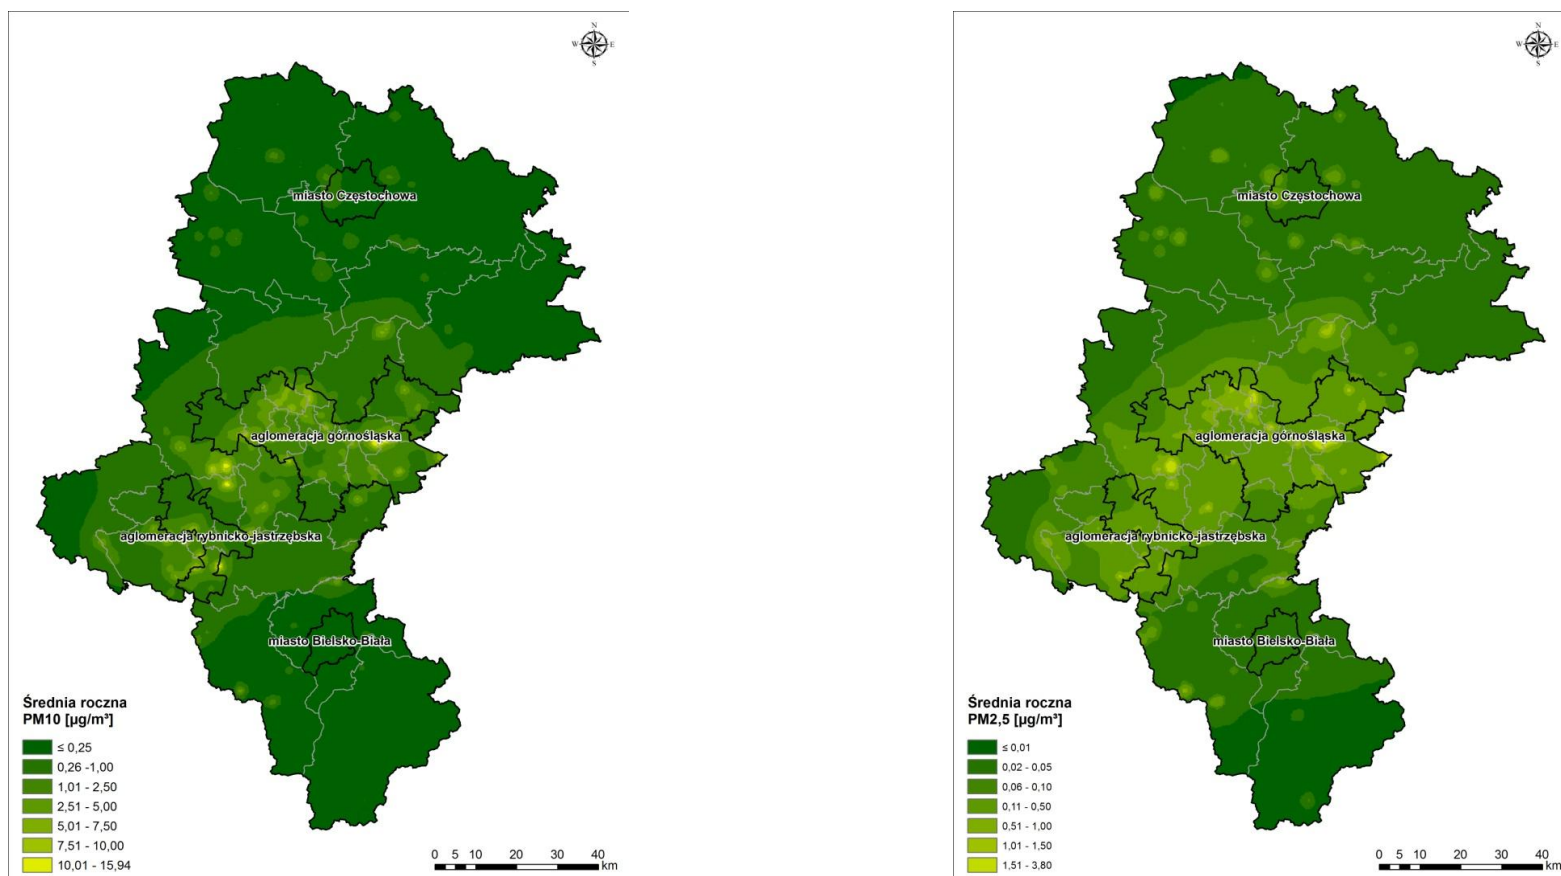 N
W E
S
miasto Częstochowa
aglomeracja górnośląska
aglomeracja rybnicko-jastrzębska
miasto Bielsko-Biała
Średnia roczna
PM10 [µg/m³]
≤ 0,25
0,26 -1,00
1,01 - 2,50
2,51 - 5,00
5,01 - 7,50
7,51 - 10,00
10,01 - 15,94
0 5 10 20 30 40
km
N
W E
S
miasto Częstochowa
aglomeracja górnośląska
aglomeracja rybnicko-jastrzębska
miasto Bielsko-Biała
Średnia roczna
PM2,5 [µg/m³]
≤ 0,01
0,02 - 0,05
0,06 - 0,10
0,11 - 0,50
0,51 - 1,00
1,01 - 1,50
1,51 - 3,80
0 5 10 20 30 40
km